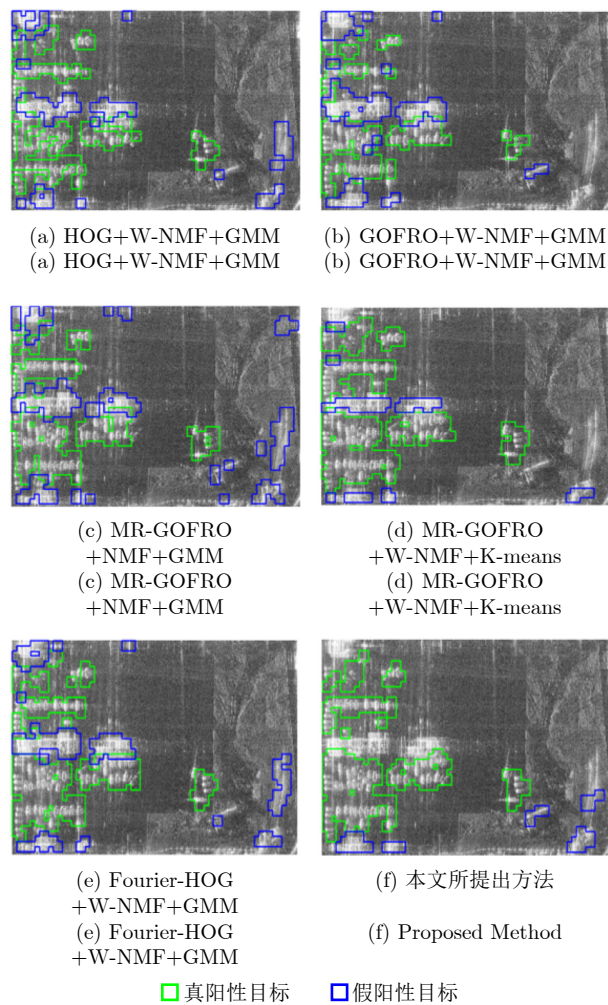 (a) HOG+W-NMF+GMM
(a) HOG+W-NMF+GMM
(b) GOFRO+W-NMF+GMM
(b) GOFRO+W-NMF+GMM
(c) MR-GOFRO
+NMF+GMM
(c) MR-GOFRO
+NMF+GMM
(d) MR-GOFRO
+W-NMF+K-means
(d) MR-GOFRO
+W-NMF+K-means
(e) Fourier-HOG
+W-NMF+GMM
(e) Fourier-HOG
+W-NMF+GMM
(f) 本文所提出方法
(f) Proposed Method
真阳性目标
假阳性目标